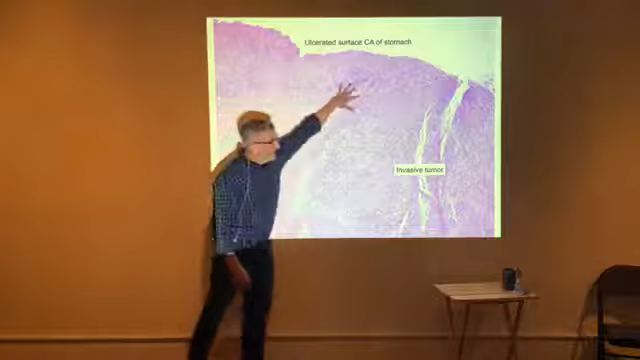 Ulcerated surface CA of stomach
Invasive tumor